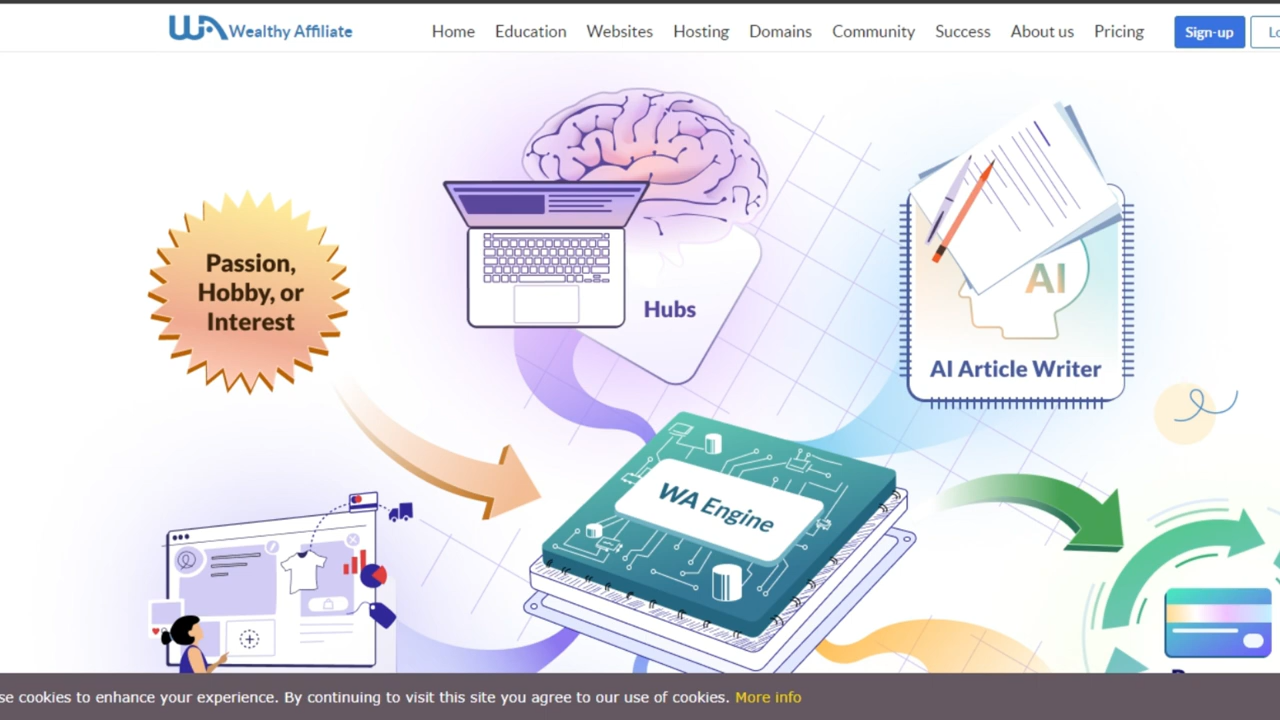 WA Wealthy Affiliate Home Education Websites Hosting Domains Community Success About us Pricing Sign-up
Passion,
Hobby, or
Interest
Hubs
AI
AI Article Writer
WA Engine
cookies to enhance your experience. By continuing to visit this site you agree to our use of cookies. More info